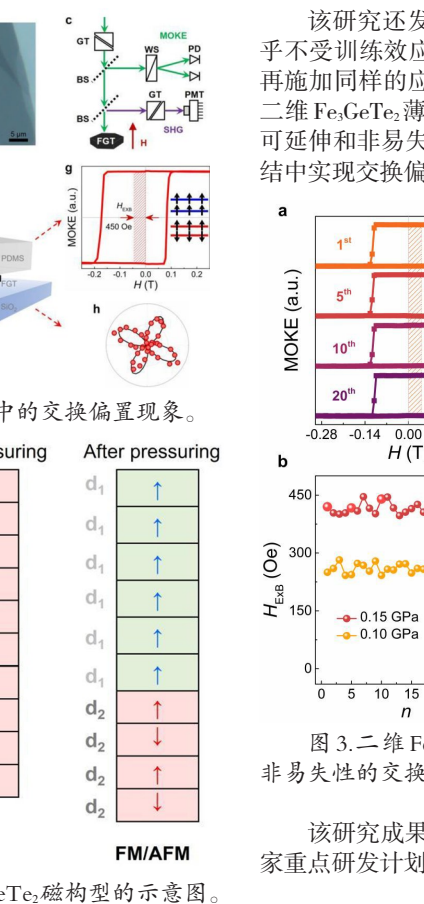 c
GT
MOKE
WS
PD
BS
GT
PMT
BS
SHG
FGT
H
5 μm
g
MOKE (a.u.)
H_EXB
450 Oe
-0.2 -0.1 0.0 0.1 0.2
H (T)
PDMS
FGT
SiO₂
h
中的交换偏置现象。
suring
After pressuring
d₁
d₁
d₁
d₁
d₁
d₁
d₂
d₂
d₂
d₂
FM/AFM
eTe₂磁构型的示意图。
该研究还发
乎不受训练效应
再施加同样的应
二维 Fe₃GeTe₂薄
可延伸和非易失
结中实现交换偏
a
MOKE (a.u.)
1st
5th
10th
20th
-0.28 -0.14 0.00
H (T
b
H_ExB (Oe)
450
300
150
0
0.15 GPa
0.10 GPa
0 5 10 15
n
图 3.二维 Fe
非易失性的交换
该研究成果
家重点研发计划